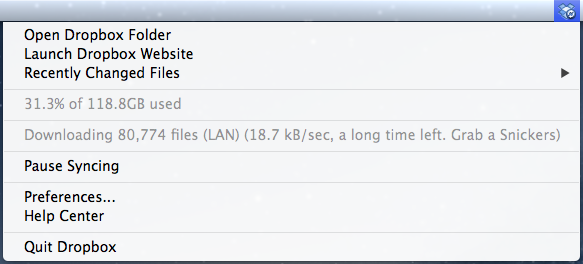 Open Dropbox Folder
Launch Dropbox Website
Recently Changed Files
31.3% of 118.8GB used
Downloading 80,774 files (LAN) (18.7 kB/sec, a long time left. Grab a Snickers)
Pause Syncing
Preferences...
Help Center
Quit Dropbox